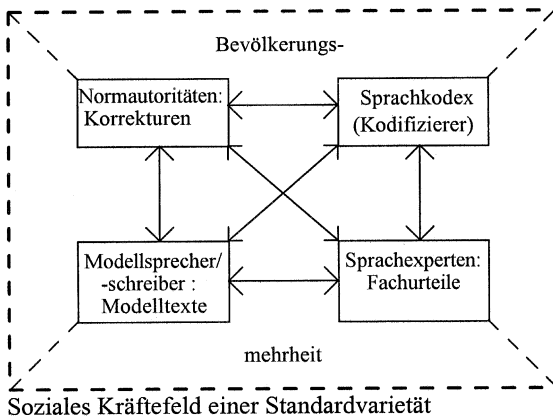 Bevölkerungs-
Normautoritäten:
Korrekturen
Sprachkodex
(Kodifizierer)
Modellsprecher/
-schreiber :
Modelltexte
Sprachexperten:
Fachurteile
mehrheit
Soziales Kräftefeld einer Standardvarietät